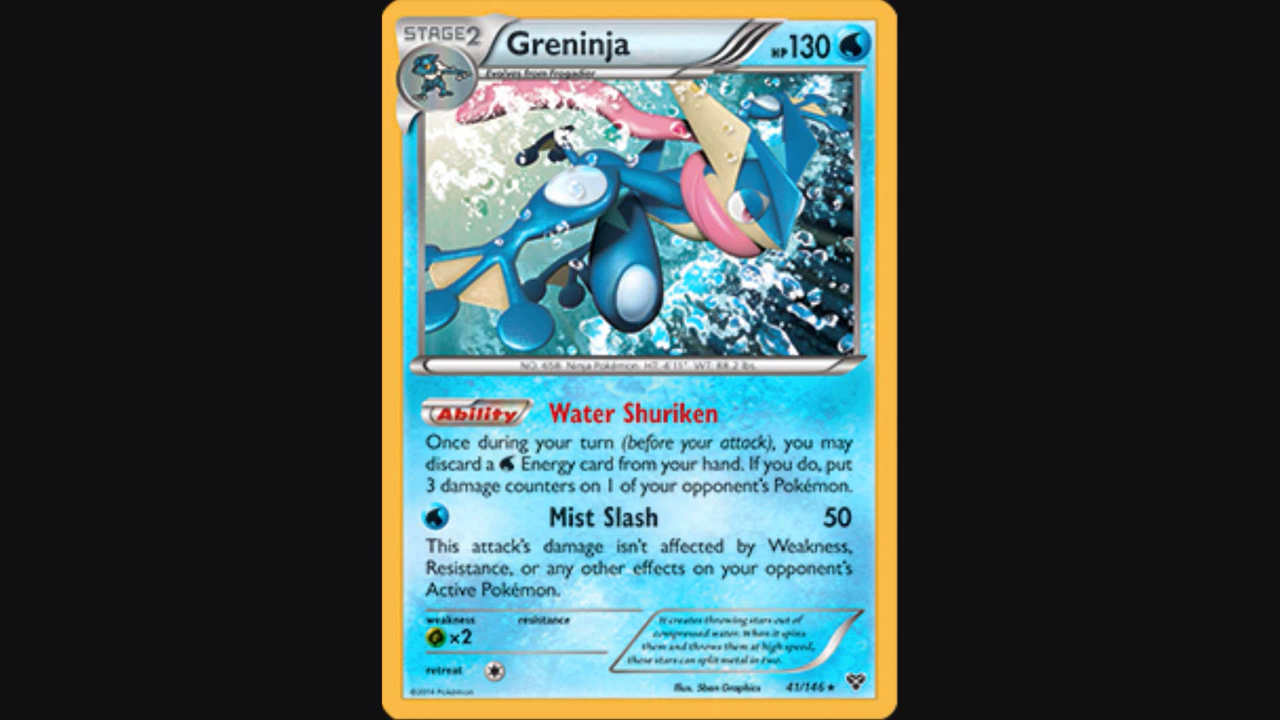 STAGE2
Greninja
HP130
Evolves from Frogadier
NO. 658 Ninja Pokémon HT: 4'11" WT: 88.2 lbs.
Ability Water Shuriken
Once during your turn (before your attack), you may
discard a Energy card from your hand. If you do, put
3 damage counters on 1 of your opponent's Pokémon.
Mist Slash 50
This attack's damage isn't affected by Weakness,
Resistance, or any other effects on your opponent's
Active Pokémon.
weakness resistance
×2
retreat
It creates throwing stars out of
compressed water. When it spins
them and throws them at high speed,
these stars can split metal in two.
©2014 Pokémon
Illus. 5ban Graphics 41/146